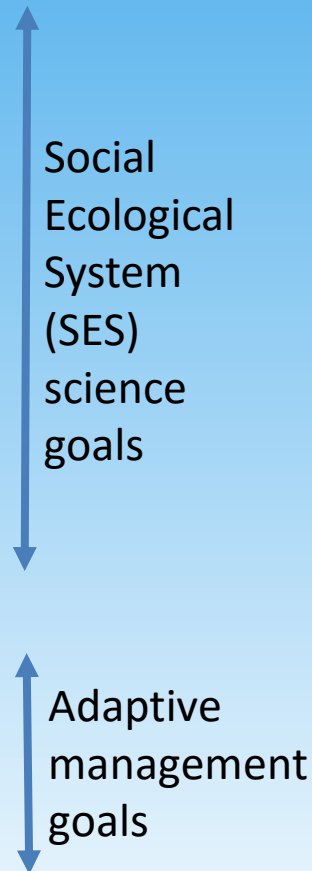 Social
Ecological
System
(SES)
science
goals
Adaptive
management
goals